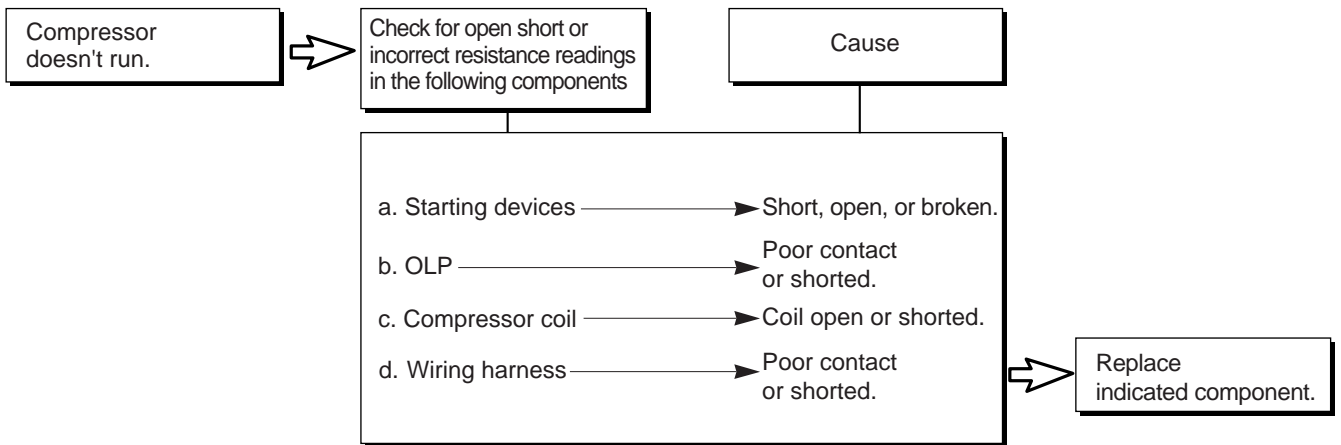 Compressor
doesn't run.
Check for open short or
incorrect resistance readings
in the following components
Cause
a. Starting devices
Short, open, or broken.
b. OLP
Poor contact
or shorted.
c. Compressor coil
Coil open or shorted.
d. Wiring harness
Poor contact
or shorted.
Replace
indicated component.